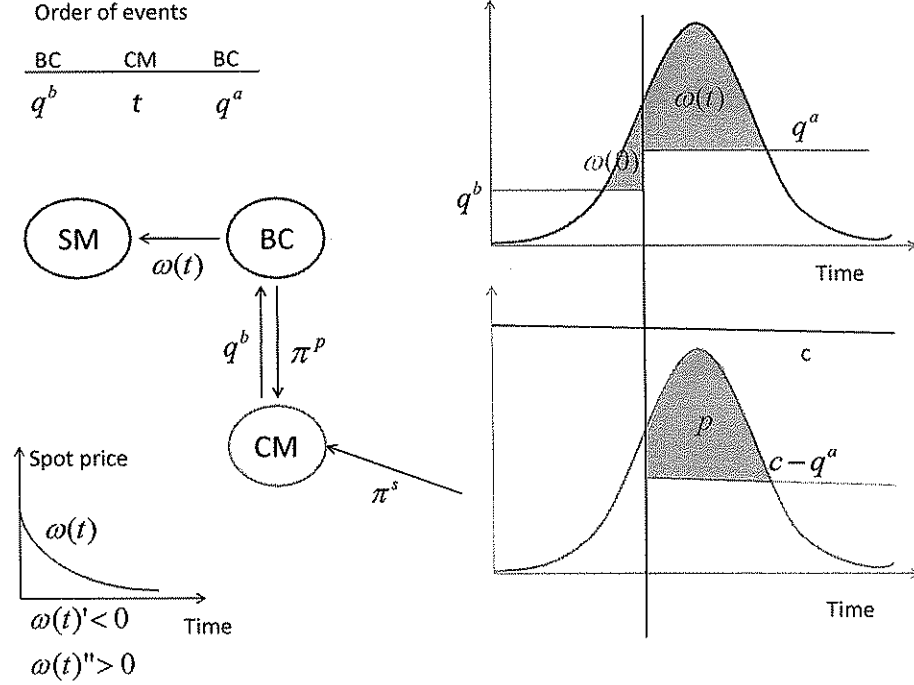 Order of events
BC CM BC
q^b t q^a
SM
BC
ω(t)
q^b
π^p
CM
π^s
Spot price
ω(t)
Time
ω(t)'<0
ω(t)">0
ω(t)
q^a
ω(0)
q^b
Time
c
p
c − q^a
Time